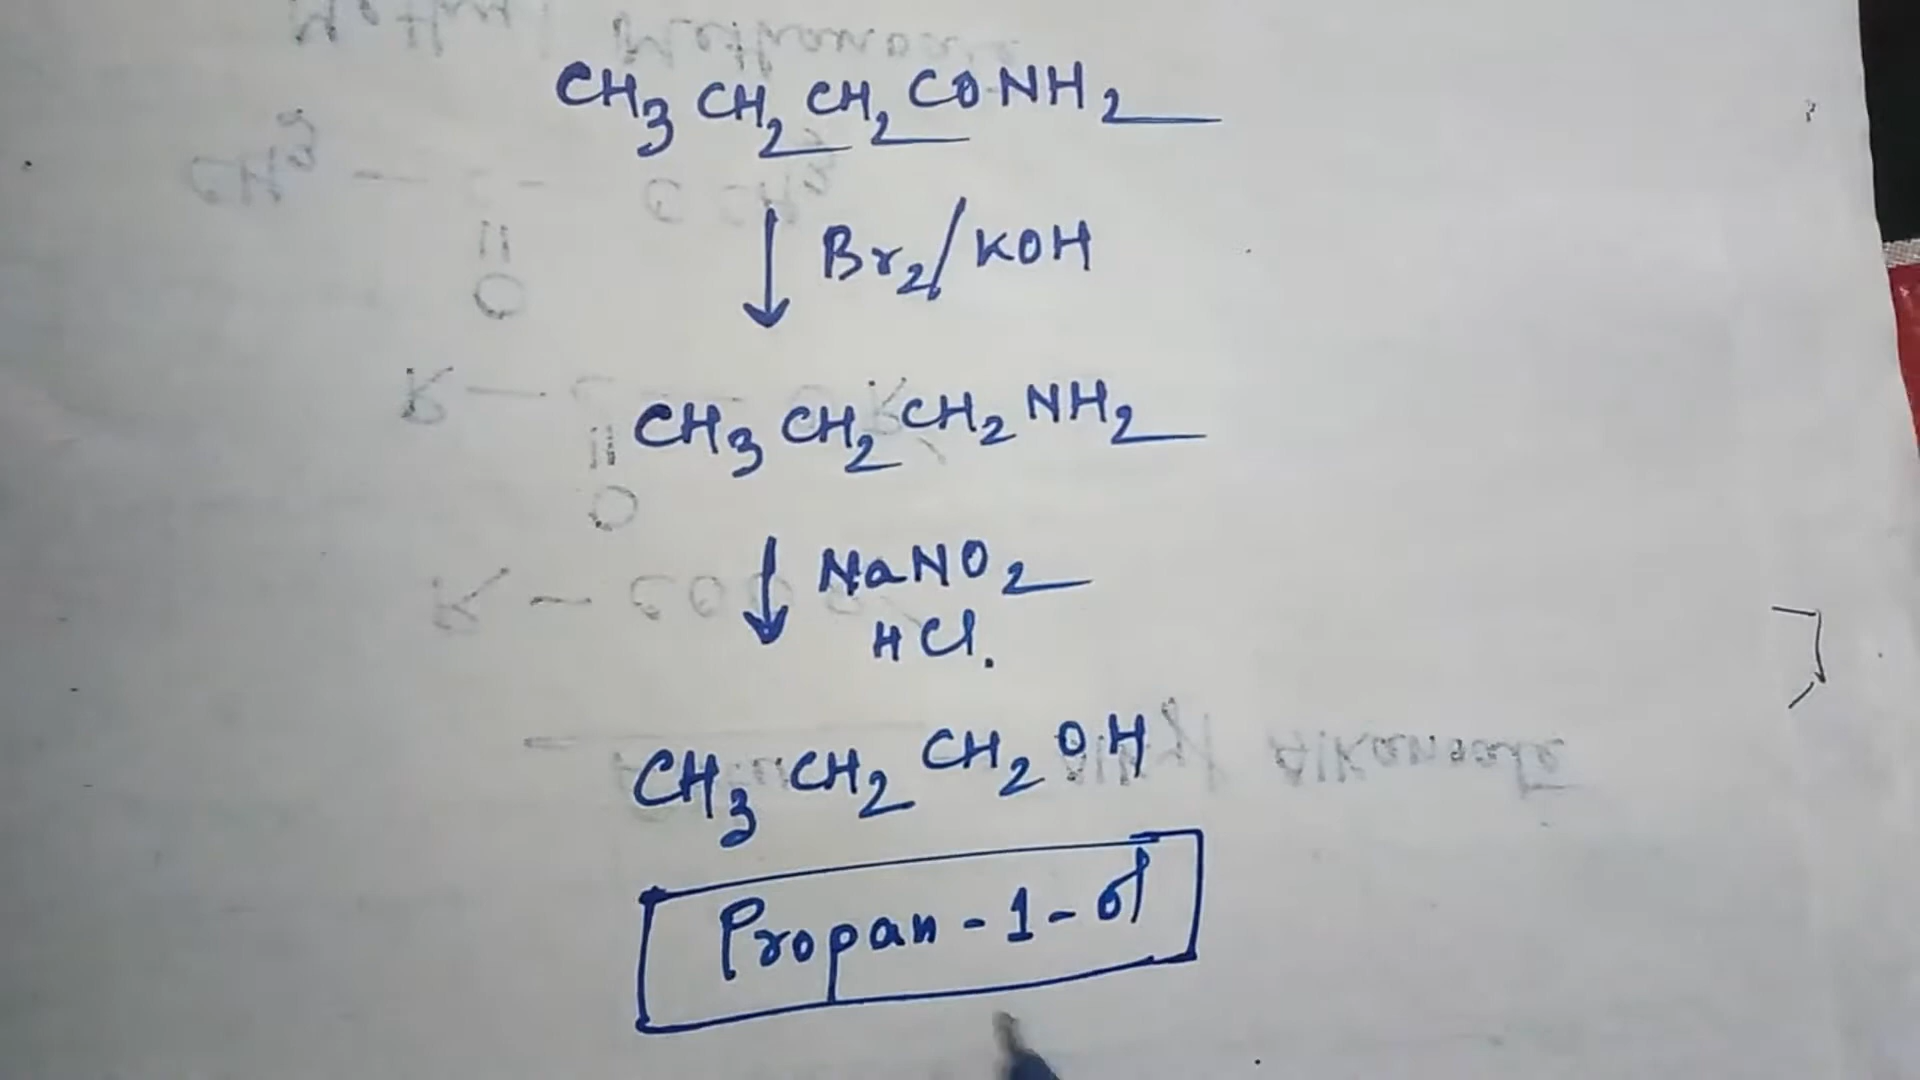 CH3 CH2 CH2 CONH2
Br2/KOH
CH3 CH2 CH2 NH2
NaNO2
HCl.
CH3 CH2 CH2 OH
Propan-1-ol